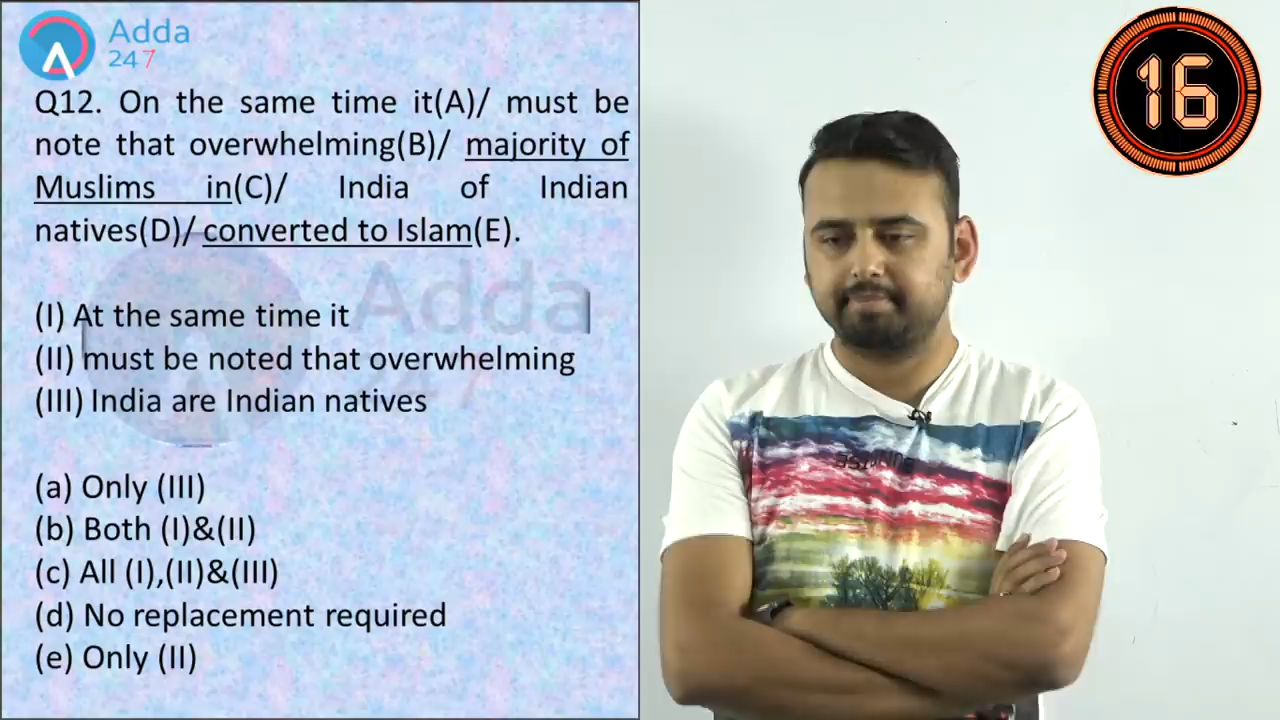 Adda
247
Q12. On the same time it(A)/ must be
note that overwhelming(B)/ majority of
Muslims in(C)/ India of Indian
natives(D)/ converted to Islam(E).
Adda
(I) At the same time it
(II) must be noted that overwhelming
(III) India are Indian natives
(a) Only (III)
(b) Both (I)&(II)
(c) All (I),(II)&(III)
(d) No replacement required
(e) Only (II)
16